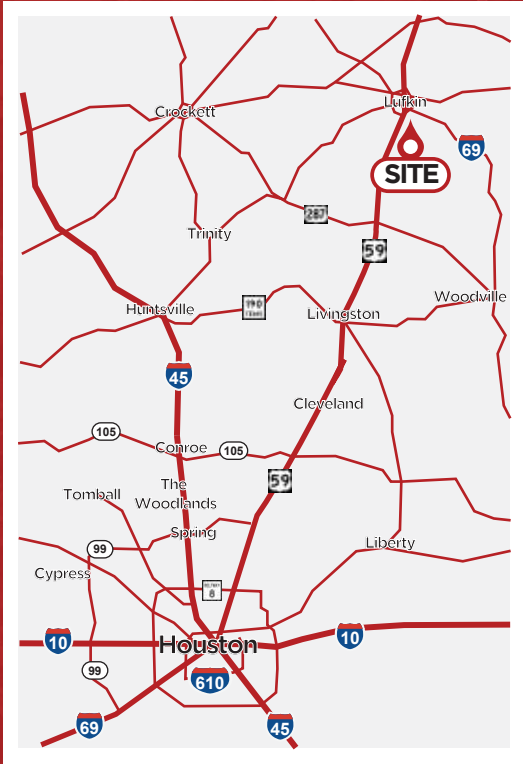 Lufkin
Crockett
69
SITE
287
Trinity
59
Woodville
Huntsville
190
Livingston
45
Cleveland
105
Conroe
105
59
The
Woodlands
Tomball
Spring
Liberty
99
Cypress
8
10
Houston
10
99
610
69
45